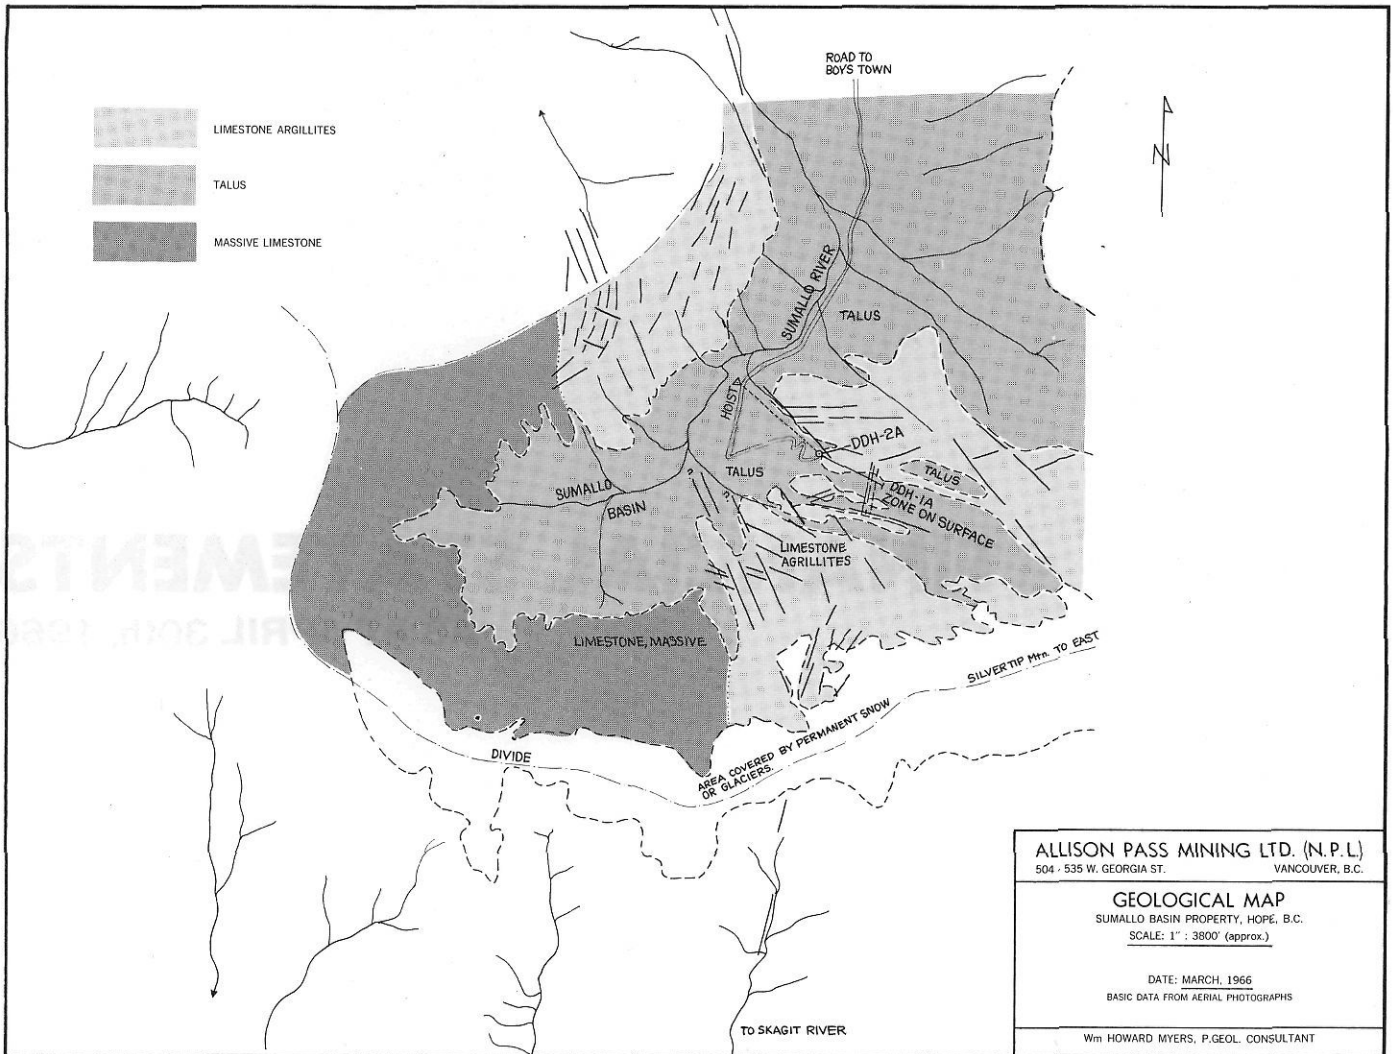 ROAD TO
BOYS TOWN
LIMESTONE ARGILLITES
TALUS
MASSIVE LIMESTONE
N
SUMALLO RIVER
TALUS
HOIST
DDH-2A
TALUS
TALUS
DDH-1A
ZONE ON SURFACE
SUMALLO
BASIN
?
?
LIMESTONE
AGRILLITES
LIMESTONE, MASSIVE
SILVERTIP Mtn. TO EAST
DIVIDE
AREA COVERED BY PERMANENT SNOW
OR GLACIERS.
TO SKAGIT RIVER
ALLISON PASS MINING LTD. (N.P.L.)
504 - 535 W. GEORGIA ST. VANCOUVER, B.C.
GEOLOGICAL MAP
SUMALLO BASIN PROPERTY, HOPE, B.C.
SCALE: 1" : 3800' (approx.)
DATE: MARCH, 1966
BASIC DATA FROM AERIAL PHOTOGRAPHS
Wm HOWARD MYERS, P.GEOL. CONSULTANT